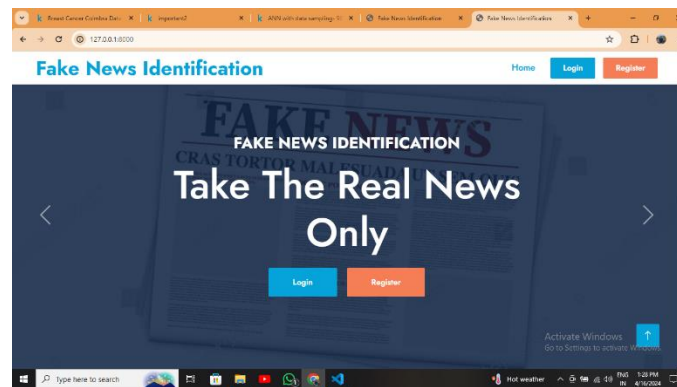 Breast Cancer Coimbra Data
important2
ANN with data sampling
Fake News Identification
Fake News Identification
127.0.0.1:8000
Fake News Identification
Home
Login
Register
FAKE NEWS
CRAS TORTOR MALESUADA
FAKE NEWS IDENTIFICATION
Take The Real News
Only
Login
Register
Activate Windows
Go to Settings to activate Windows.
Type here to search
Hot weather
ENG
IN
1:23 PM
4/16/2024